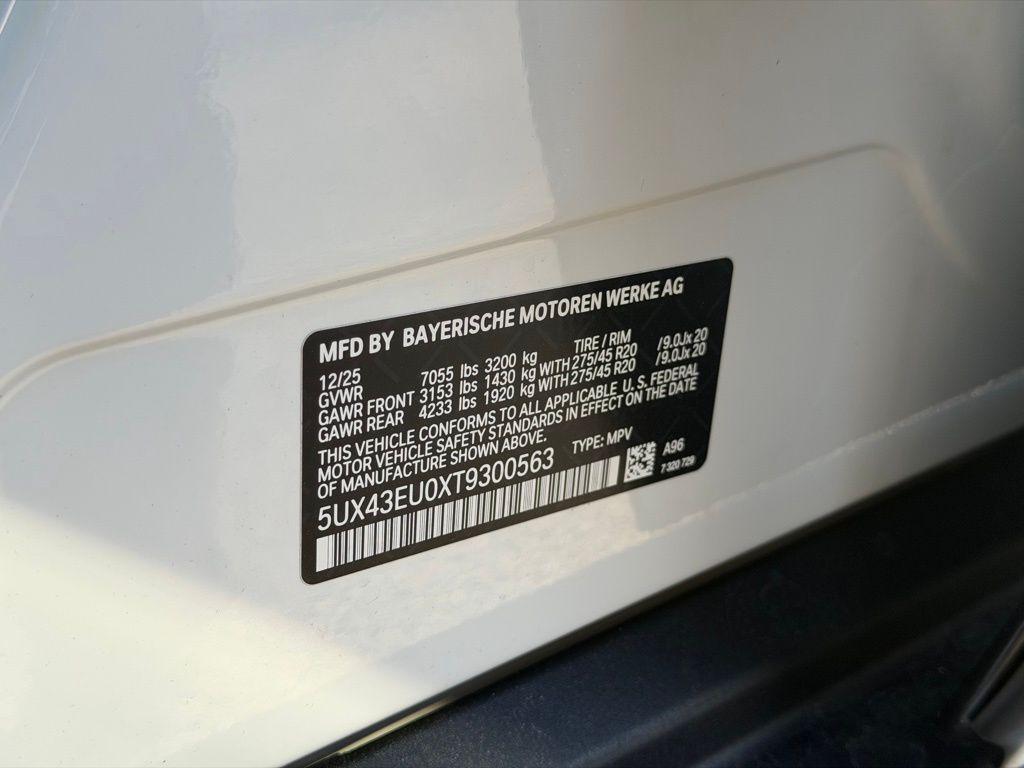 MFD BY BAYERISCHE MOTOREN WERKE AG
12/25 TIRE / RIM
GVWR 7055 lbs 3200 kg
GAWR FRONT 3153 lbs 1430 kg WITH 275/45 R20 /9.0Jx 20
GAWR REAR 4233 lbs 1920 kg WITH 275/45 R20 /9.0Jx 20
THIS VEHICLE CONFORMS TO ALL APPLICABLE U.S. FEDERAL
MOTOR VEHICLE SAFETY STANDARDS IN EFFECT ON THE DATE
OF MANUFACTURE SHOWN ABOVE.
5UX43EU0XT9300563 TYPE: MPV
A96
7 320 729